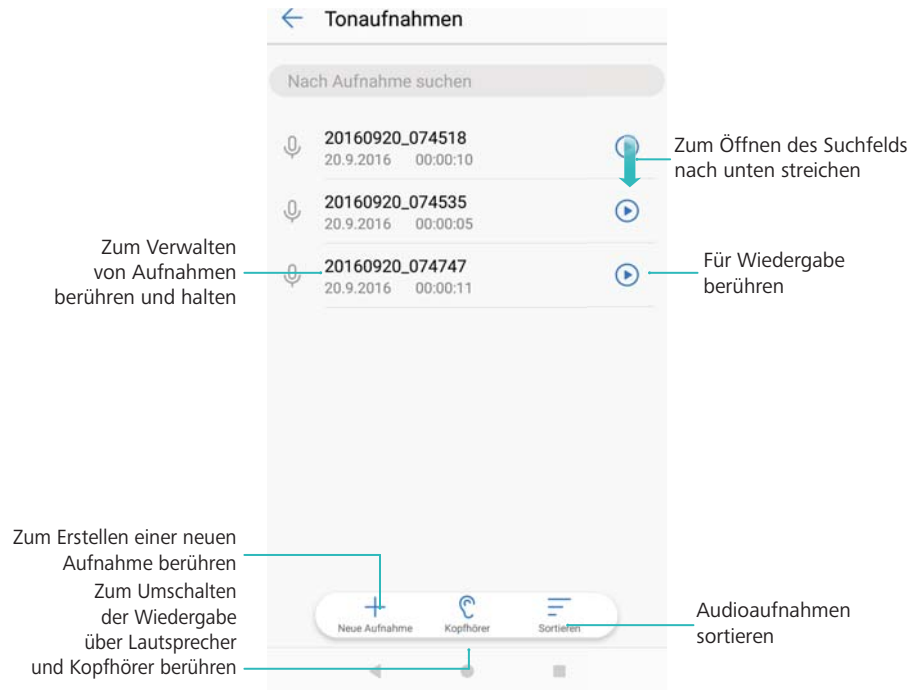 Tonaufnahmen
Nach Aufnahme suchen
20160920_074518
20.9.2016 00:00:10
Zum Öffnen des Suchfelds
nach unten streichen
20160920_074535
20.9.2016 00:00:05
Zum Verwalten
von Aufnahmen
berühren und halten
20160920_074747
20.9.2016 00:00:11
Für Wiedergabe
berühren
Zum Erstellen einer neuen
Aufnahme berühren
Zum Umschalten
der Wiedergabe
über Lautsprecher
und Kopfhörer berühren
Neue Aufnahme Kopfhörer Sortieren
Audioaufnahmen
sortieren